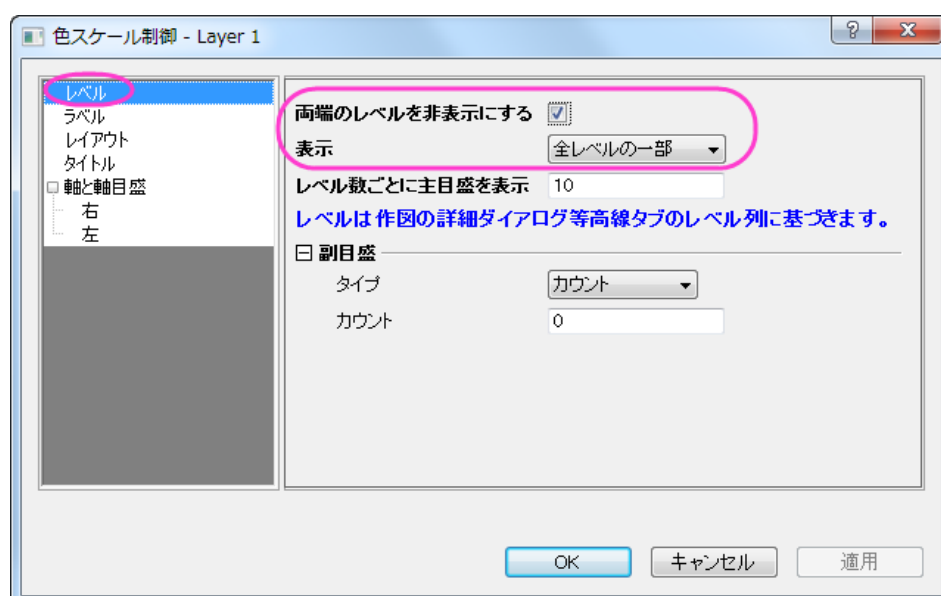 色スケール制御 - Layer 1
レベル
ラベル
レイアウト
タイトル
軸と軸目盛
右
左
両端のレベルを非表示にする
表示 全レベルの一部
レベル数ごとに主目盛を表示 10
レベルは作図の詳細ダイアログ等高線タブのレベル列に基づきます。
副目盛
タイプ カウント
カウント 0
OK キャンセル 適用